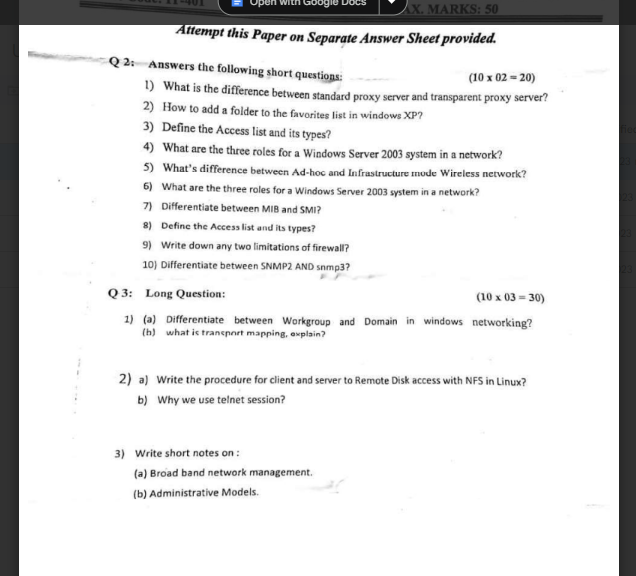 Open with Google Docs
AX. MARKS: 50
Attempt this Paper on Separate Answer Sheet provided.
Q 2: Answers the following short questions: (10 x 02 = 20)
1) What is the difference between standard proxy server and transparent proxy server?
2) How to add a folder to the favorites list in windows XP?
3) Define the Access list and its types?
4) What are the three roles for a Windows Server 2003 system in a network?
5) What's difference between Ad-hoc and Infrastructure mode Wireless network?
6) What are the three roles for a Windows Server 2003 system in a network?
7) Differentiate between MIB and SMI?
8) Define the Access list and its types?
9) Write down any two limitations of firewall?
10) Differentiate between SNMP2 AND snmp3?
Q 3: Long Question: (10 x 03 = 30)
1) (a) Differentiate between Workgroup and Domain in windows networking?
(b) what is transport mapping, explain?
2) a) Write the procedure for client and server to Remote Disk access with NFS in Linux?
b) Why we use telnet session?
3) Write short notes on :
(a) Broad band network management.
(b) Administrative Models.